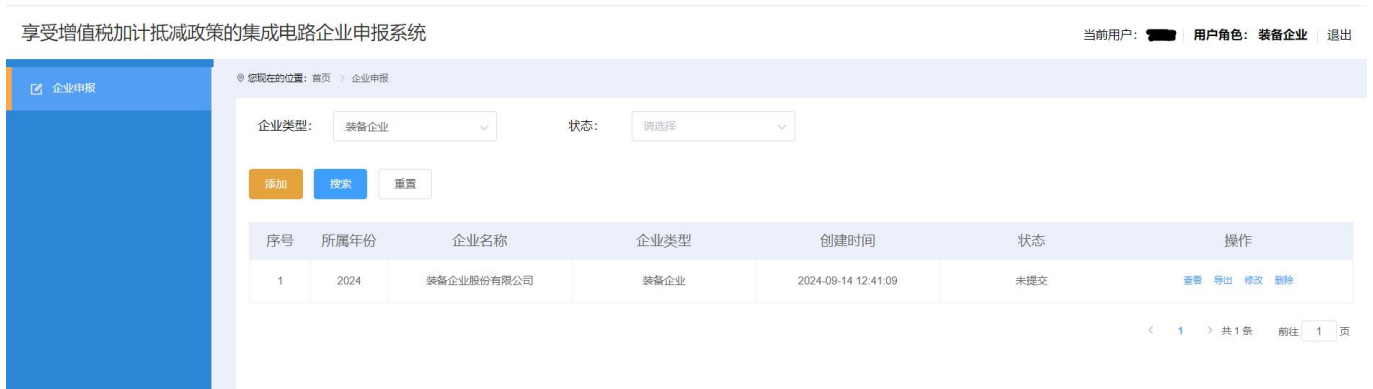 享受增值税加计抵减政策的集成电路企业申报系统
当前用户： 用户角色：装备企业 退出
企业申报
您现在的位置：首页 > 企业申报
企业类型： 装备企业 状态： 请选择
添加 搜索 重置
序号 所属年份 企业名称 企业类型 创建时间 状态 操作
1 2024 装备企业股份有限公司 装备企业 2024-09-14 12:41:09 未提交 查看 导出 修改 删除
< 1 > 共 1 条 前往 1 页